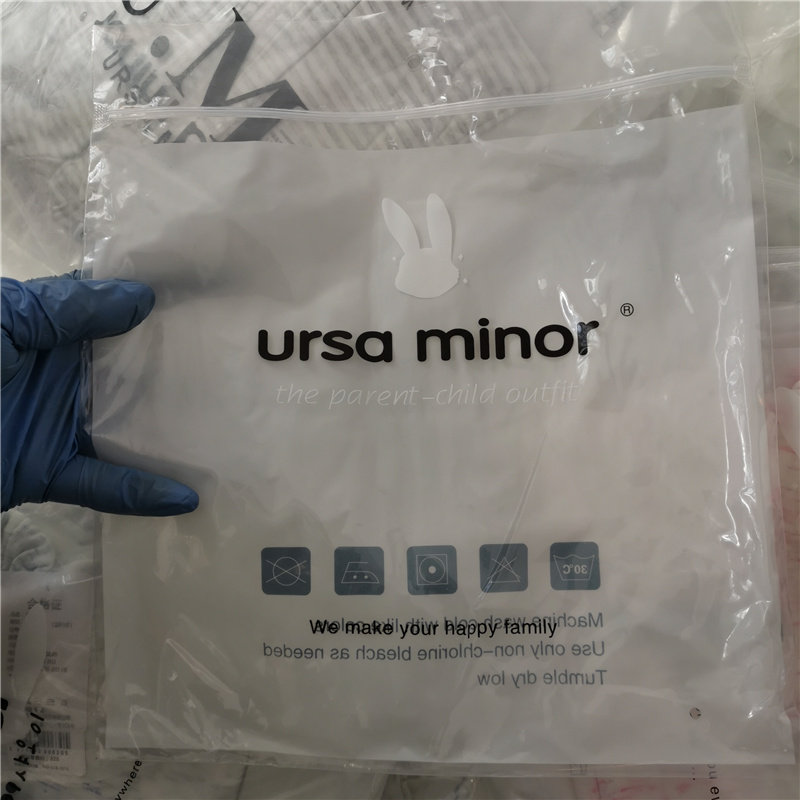 M
ursa minor ®
the parent-child outfit
30°C
Machine wash cold with like colors
We make your happy family
Use only non-chlorine bleach as needed
Tumble dry low